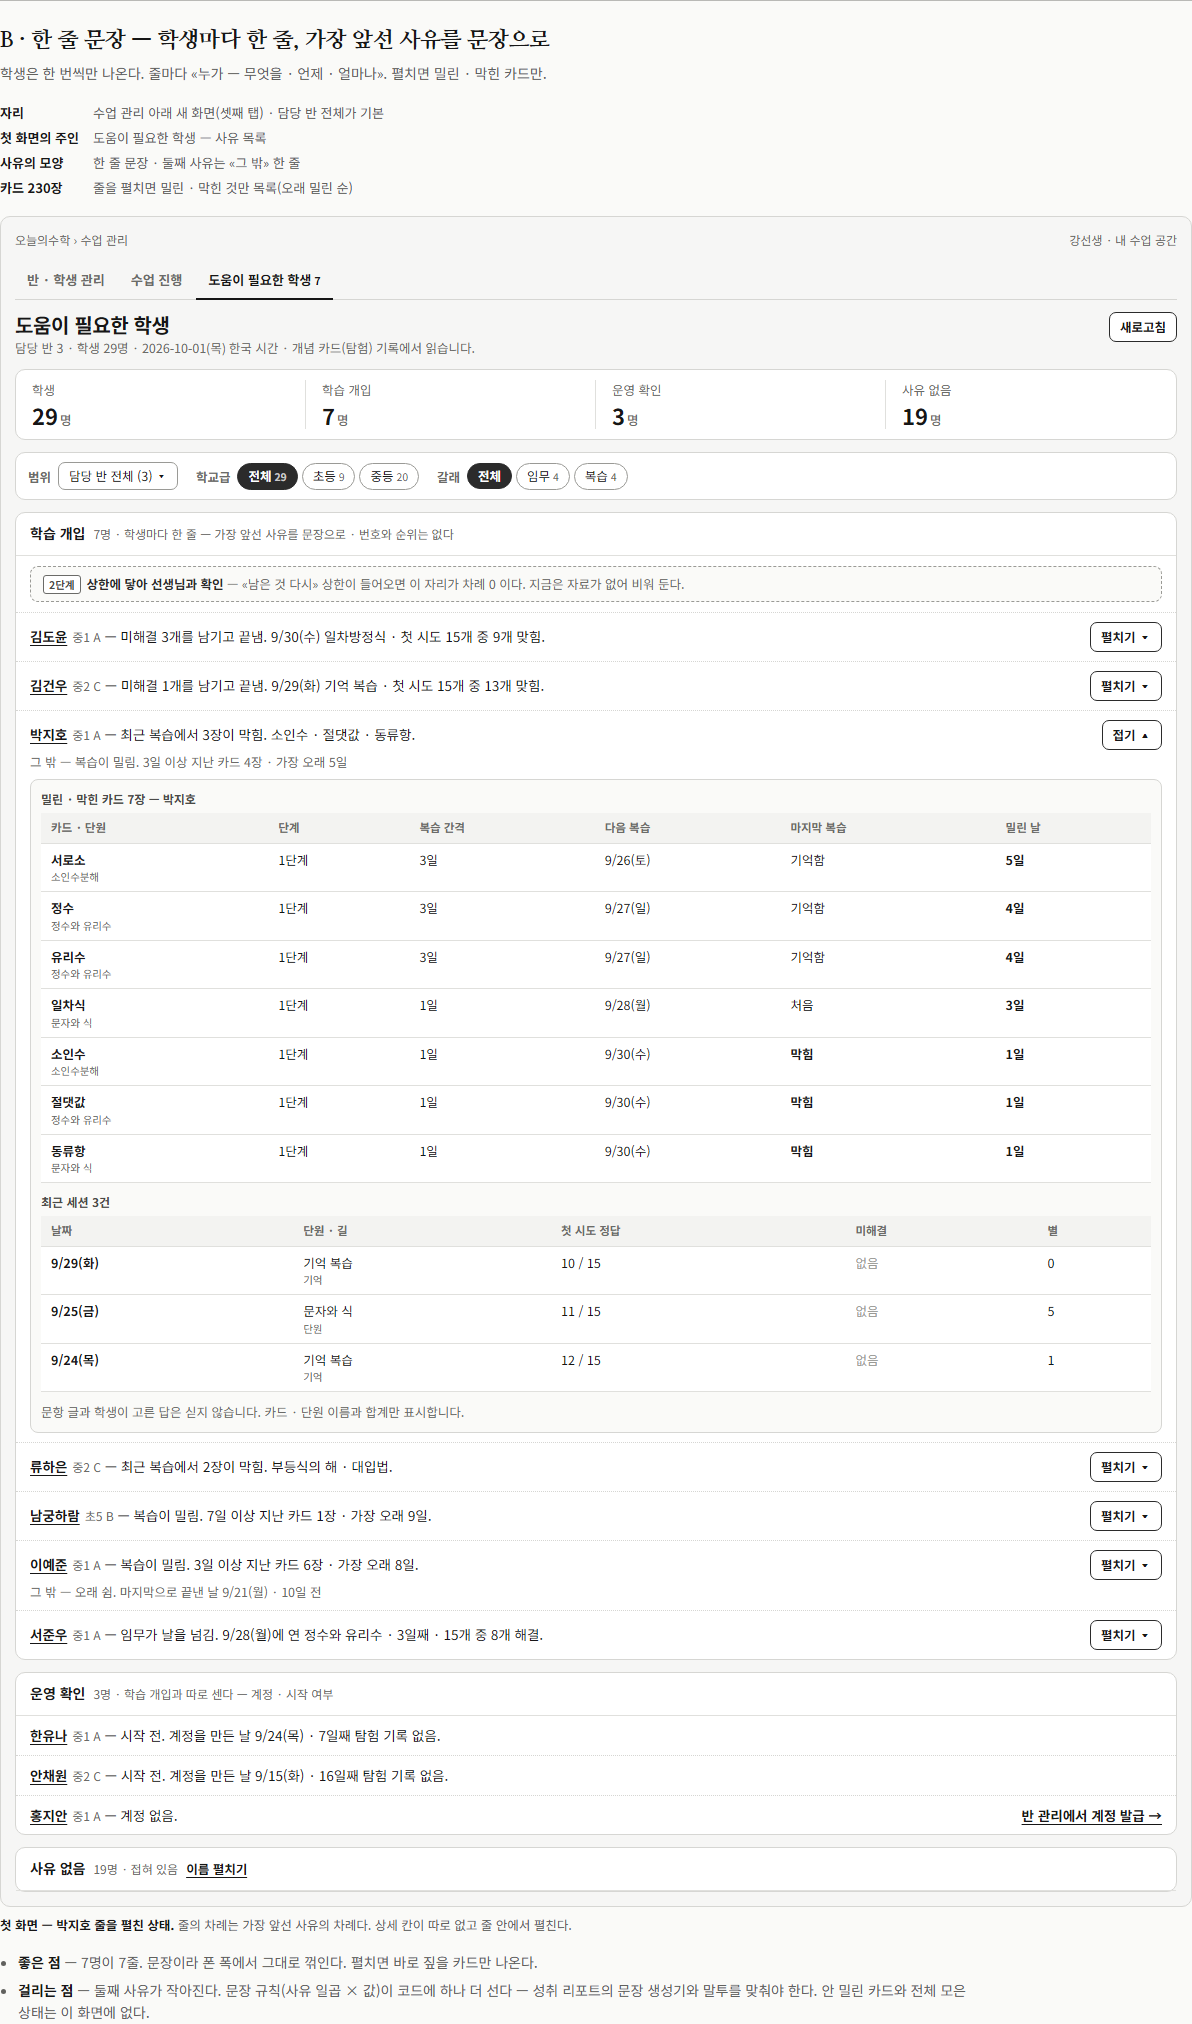 B · 한 줄 문장 — 학생마다 한 줄, 가장 앞선 사유를 문장으로
학생은 한 번씩만 나온다. 줄마다 «누가 — 무엇을 · 언제 · 얼마나». 펼치면 밀린 · 막힌 카드만.
자리 수업 관리 아래 새 화면(셋째 탭) · 담당 반 전체가 기본
첫 화면의 주인 도움이 필요한 학생 — 사유 목록
사유의 모양 한 줄 문장 · 둘째 사유는 «그 밖» 한 줄
카드 230장 줄을 펼치면 밀린 · 막힌 것만 목록(오래 밀린 순)
오늘의수학 › 수업 관리 강선생 · 내 수업 공간
반 · 학생 관리 수업 진행 도움이 필요한 학생 7
도움이 필요한 학생 새로고침
담당 반 3 · 학생 29명 · 2026-10-01(목) 한국 시간 · 개념 카드(탐험) 기록에서 읽습니다.
학생 학습 개입 운영 확인 사유 없음
29명 7명 3명 19명
범위 담당 반 전체 (3) ▾ 학교급 전체 29 초등 9 중등 20 갈래 전체 임무 4 복습 4
학습 개입 7명 · 학생마다 한 줄 — 가장 앞선 사유를 문장으로 · 번호와 순위는 없다
2단계 상한에 닿아 선생님과 확인 — «남은 것 다시» 상한이 들어오면 이 자리가 차례 0 이다. 지금은 자료가 없어 비워 둔다.
김도윤 중1 A — 미해결 3개를 남기고 끝냄. 9/30(수) 일차방정식 · 첫 시도 15개 중 9개 맞힘. 펼치기 ▾
김건우 중2 C — 미해결 1개를 남기고 끝냄. 9/29(화) 기억 복습 · 첫 시도 15개 중 13개 맞힘. 펼치기 ▾
박지호 중1 A — 최근 복습에서 3장이 막힘. 소인수 · 절댓값 · 동류항. 접기 ▴
그 밖 — 복습이 밀림. 3일 이상 지난 카드 4장 · 가장 오래 5일
밀린 · 막힌 카드 7장 — 박지호
카드 · 단원 단계 복습 간격 다음 복습 마지막 복습 밀린 날
서로소 1단계 3일 9/26(토) 기억함 5일
소인수분해
정수 1단계 3일 9/27(일) 기억함 4일
정수와 유리수
유리수 1단계 3일 9/27(일) 기억함 4일
정수와 유리수
일차식 1단계 1일 9/28(월) 처음 3일
문자와 식
소인수 1단계 1일 9/30(수) 막힘 1일
소인수분해
절댓값 1단계 1일 9/30(수) 막힘 1일
정수와 유리수
동류항 1단계 1일 9/30(수) 막힘 1일
문자와 식
최근 세션 3건
날짜 단원 · 길 첫 시도 정답 미해결 별
9/29(화) 기억 복습 10 / 15 없음 0
기억
9/25(금) 문자와 식 11 / 15 없음 5
단원
9/24(목) 기억 복습 12 / 15 없음 1
기억
문항 글과 학생이 고른 답은 싣지 않습니다. 카드 · 단원 이름과 합계만 표시합니다.
류하은 중2 C — 최근 복습에서 2장이 막힘. 부등식의 해 · 대입법. 펼치기 ▾
남궁하람 초5 B — 복습이 밀림. 7일 이상 지난 카드 1장 · 가장 오래 9일. 펼치기 ▾
이예준 중1 A — 복습이 밀림. 3일 이상 지난 카드 6장 · 가장 오래 8일. 펼치기 ▾
그 밖 — 오래 쉼. 마지막으로 끝낸 날 9/21(월) · 10일 전
서준우 중1 A — 임무가 날을 넘김. 9/28(월)에 연 정수와 유리수 · 3일째 · 15개 중 8개 해결. 펼치기 ▾
운영 확인 3명 · 학습 개입과 따로 센다 — 계정 · 시작 여부
한유나 중1 A — 시작 전. 계정을 만든 날 9/24(목) · 7일째 탐험 기록 없음.
안채원 중2 C — 시작 전. 계정을 만든 날 9/15(화) · 16일째 탐험 기록 없음.
홍지안 중1 A — 계정 없음. 반 관리에서 계정 발급 →
사유 없음 19명 · 접혀 있음 이름 펼치기
첫 화면 — 박지호 줄을 펼친 상태. 줄의 차례는 가장 앞선 사유의 차례다. 상세 칸이 따로 없고 줄 안에서 펼친다.
• 좋은 점 — 7명이 7줄. 문장이라 폰 폭에서 그대로 꺾인다. 펼치면 바로 짚을 카드만 나온다.
• 걸리는 점 — 둘째 사유가 작아진다. 문장 규칙(사유 일곱 × 값)이 코드에 하나 더 선다 — 성취 리포트의 문장 생성기와 말투를 맞춰야 한다. 안 밀린 카드와 전체 모은
상태는 이 화면에 없다.